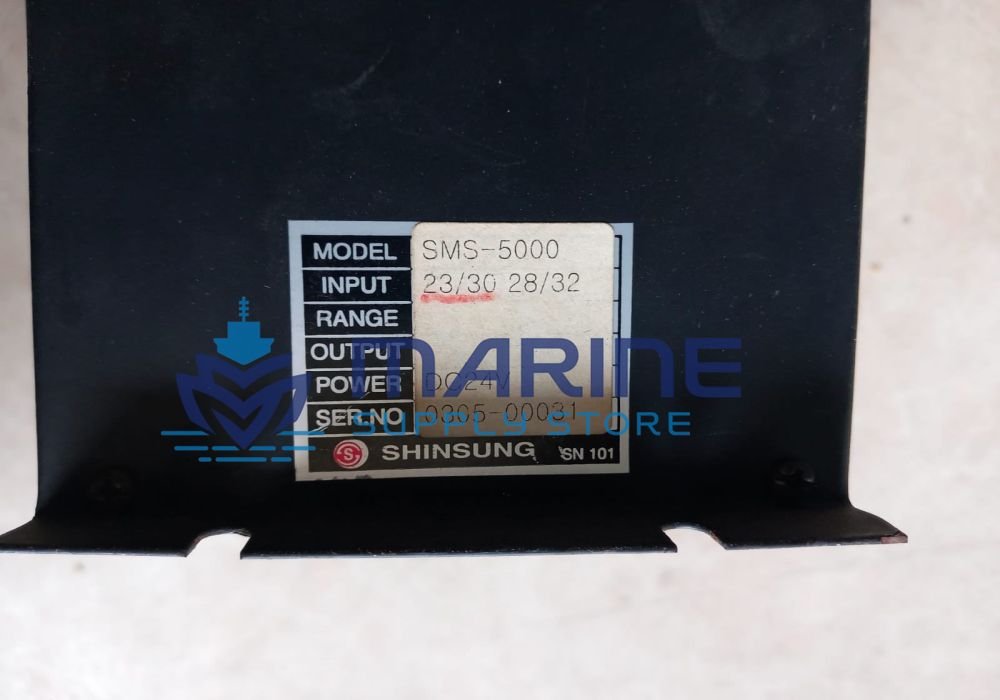 MODEL SMS-5000
INPUT 23/30 28/32
RANGE
OUTPUT
POWER DC24V
SER.NO 0305-00031
S SHINSUNG SN 101
MARINE
SUPPLY STORE